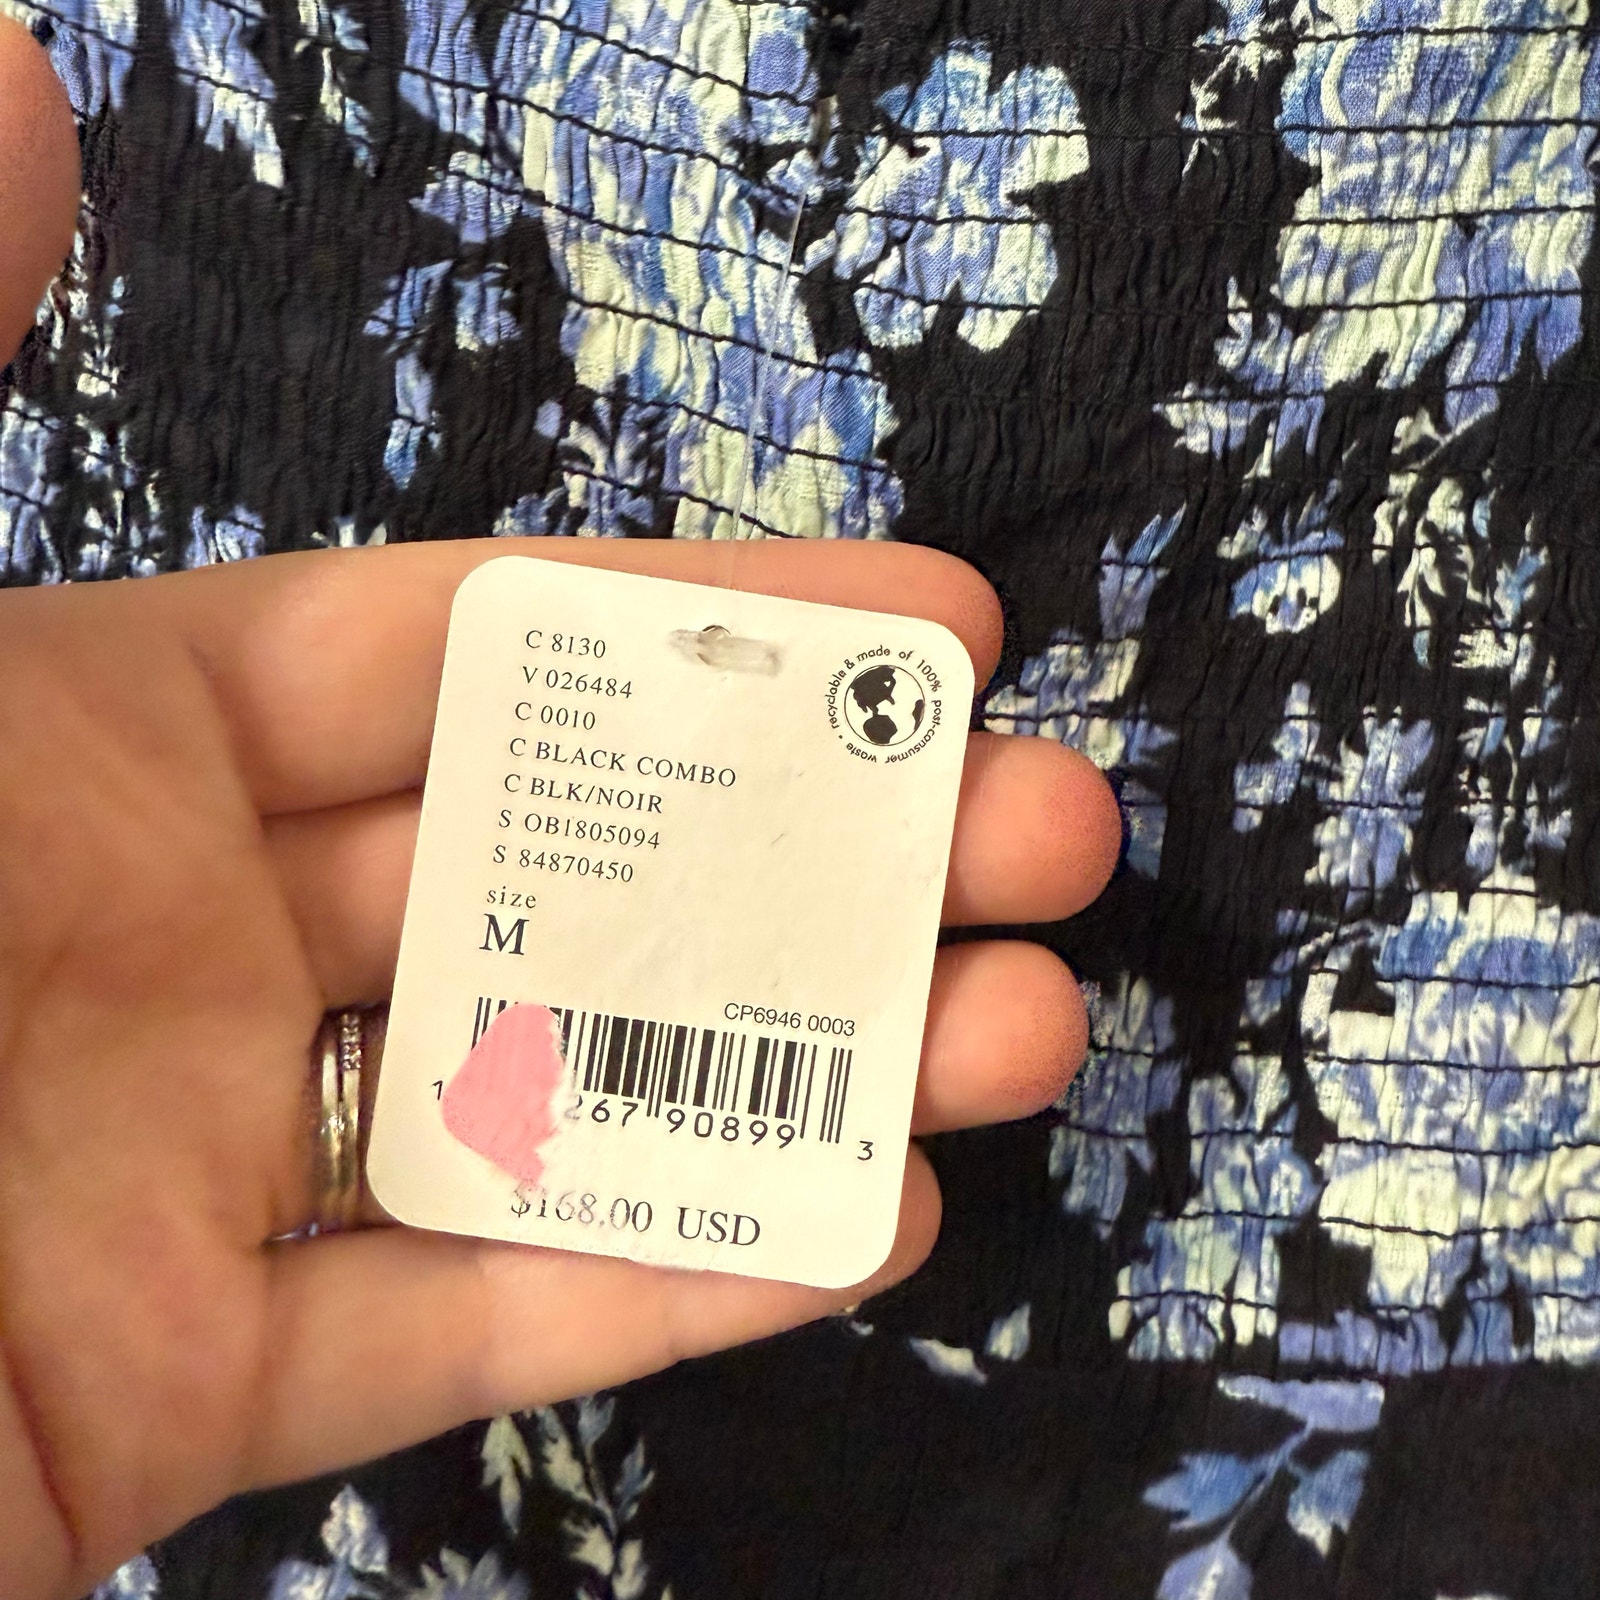 C 8130
V 026484
C 0010
C BLACK COMBO
C BLK/NOIR
S OB1805094
S 84870450
size
M
recyclable & made of 100% post-consumer waste •
CP6946 0003
1 267 90899 3
$168.00 USD